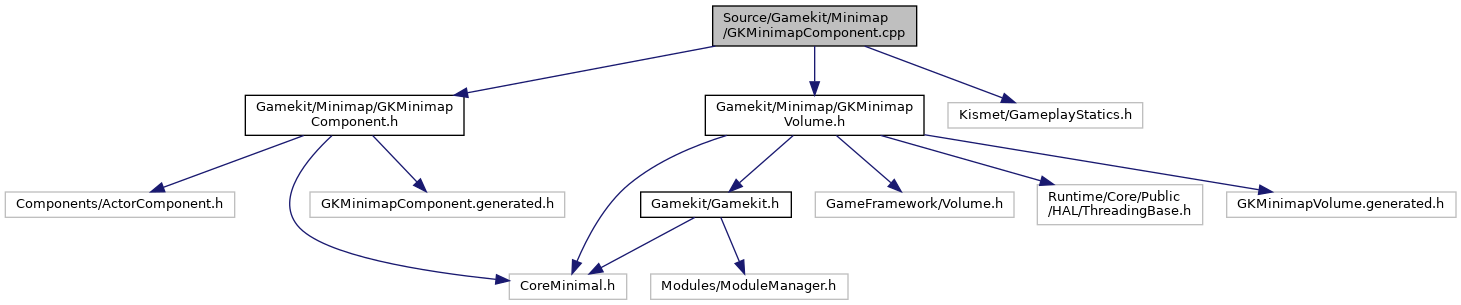 Source/Gamekit/Minimap
/GKMinimapComponent.cpp
Gamekit/Minimap/GKMinimap
Component.h
Gamekit/Minimap/GKMinimap
Volume.h
Kismet/GameplayStatics.h
Components/ActorComponent.h
GKMinimapComponent.generated.h
Gamekit/Gamekit.h
GameFramework/Volume.h
Runtime/Core/Public
/HAL/ThreadingBase.h
GKMinimapVolume.generated.h
CoreMinimal.h
Modules/ModuleManager.h